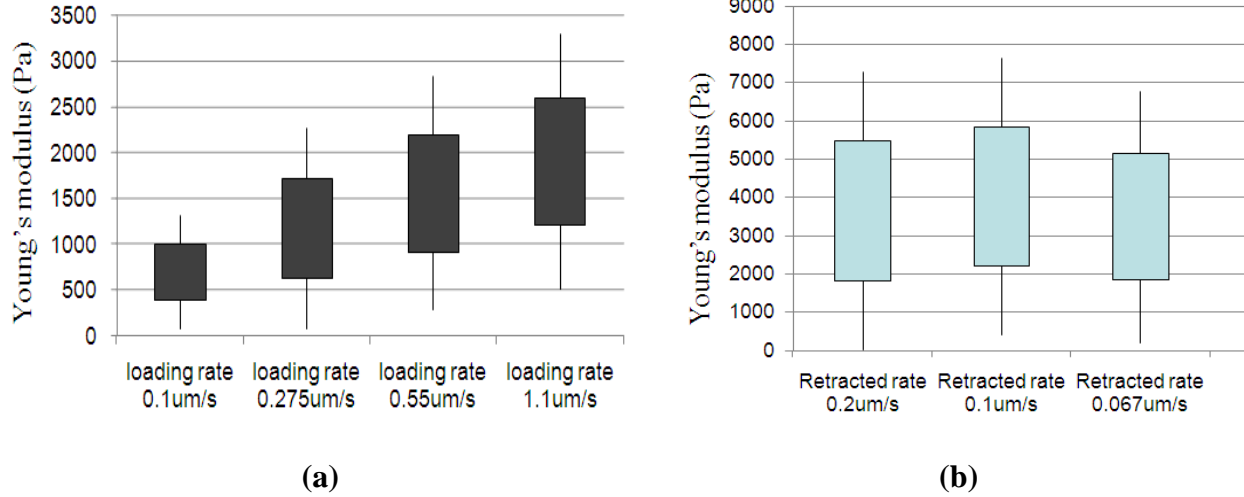 Young's modulus (Pa)
3500
3000
2500
2000
1500
1000
500
0
loading rate
0.1um/s
loading rate
0.275um/s
loading rate
0.55um/s
loading rate
1.1um/s
(a)
Young's modulus (Pa)
9000
8000
7000
6000
5000
4000
3000
2000
1000
0
Retracted rate
0.2um/s
Retracted rate
0.1um/s
Retracted rate
0.067um/s
(b)